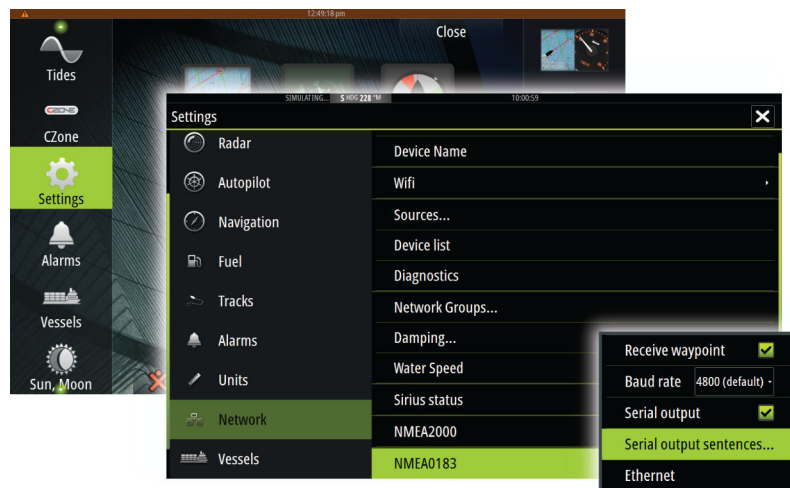 12:49:18 pm
Close
Tides
CZONE
CZone
Settings
Alarms
Vessels
Sun, Moon
SIMULATING... S HDG 228 °M
10:00:59
Settings
Radar
Autopilot
Navigation
Fuel
Tracks
Alarms
Units
Network
Vessels
Device Name
Wifi
Sources...
Device list
Diagnostics
Network Groups...
Damping...
Water Speed
Sirius status
NMEA2000
NMEA0183
Receive waypoint
Baud rate 4800 (default)
Serial output
Serial output sentences...
Ethernet